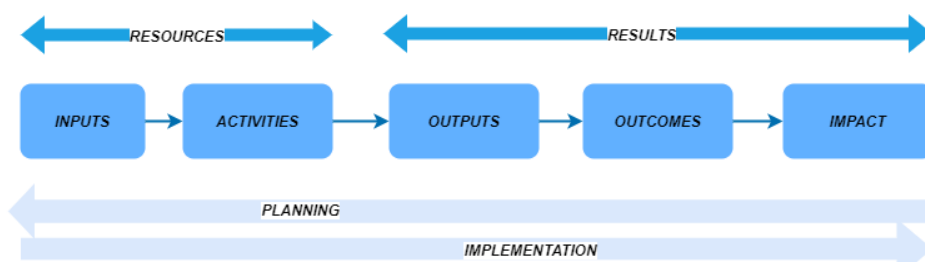 RESOURCES
RESULTS
INPUTS
ACTIVITIES
OUTPUTS
OUTCOMES
IMPACT
PLANNING
IMPLEMENTATION